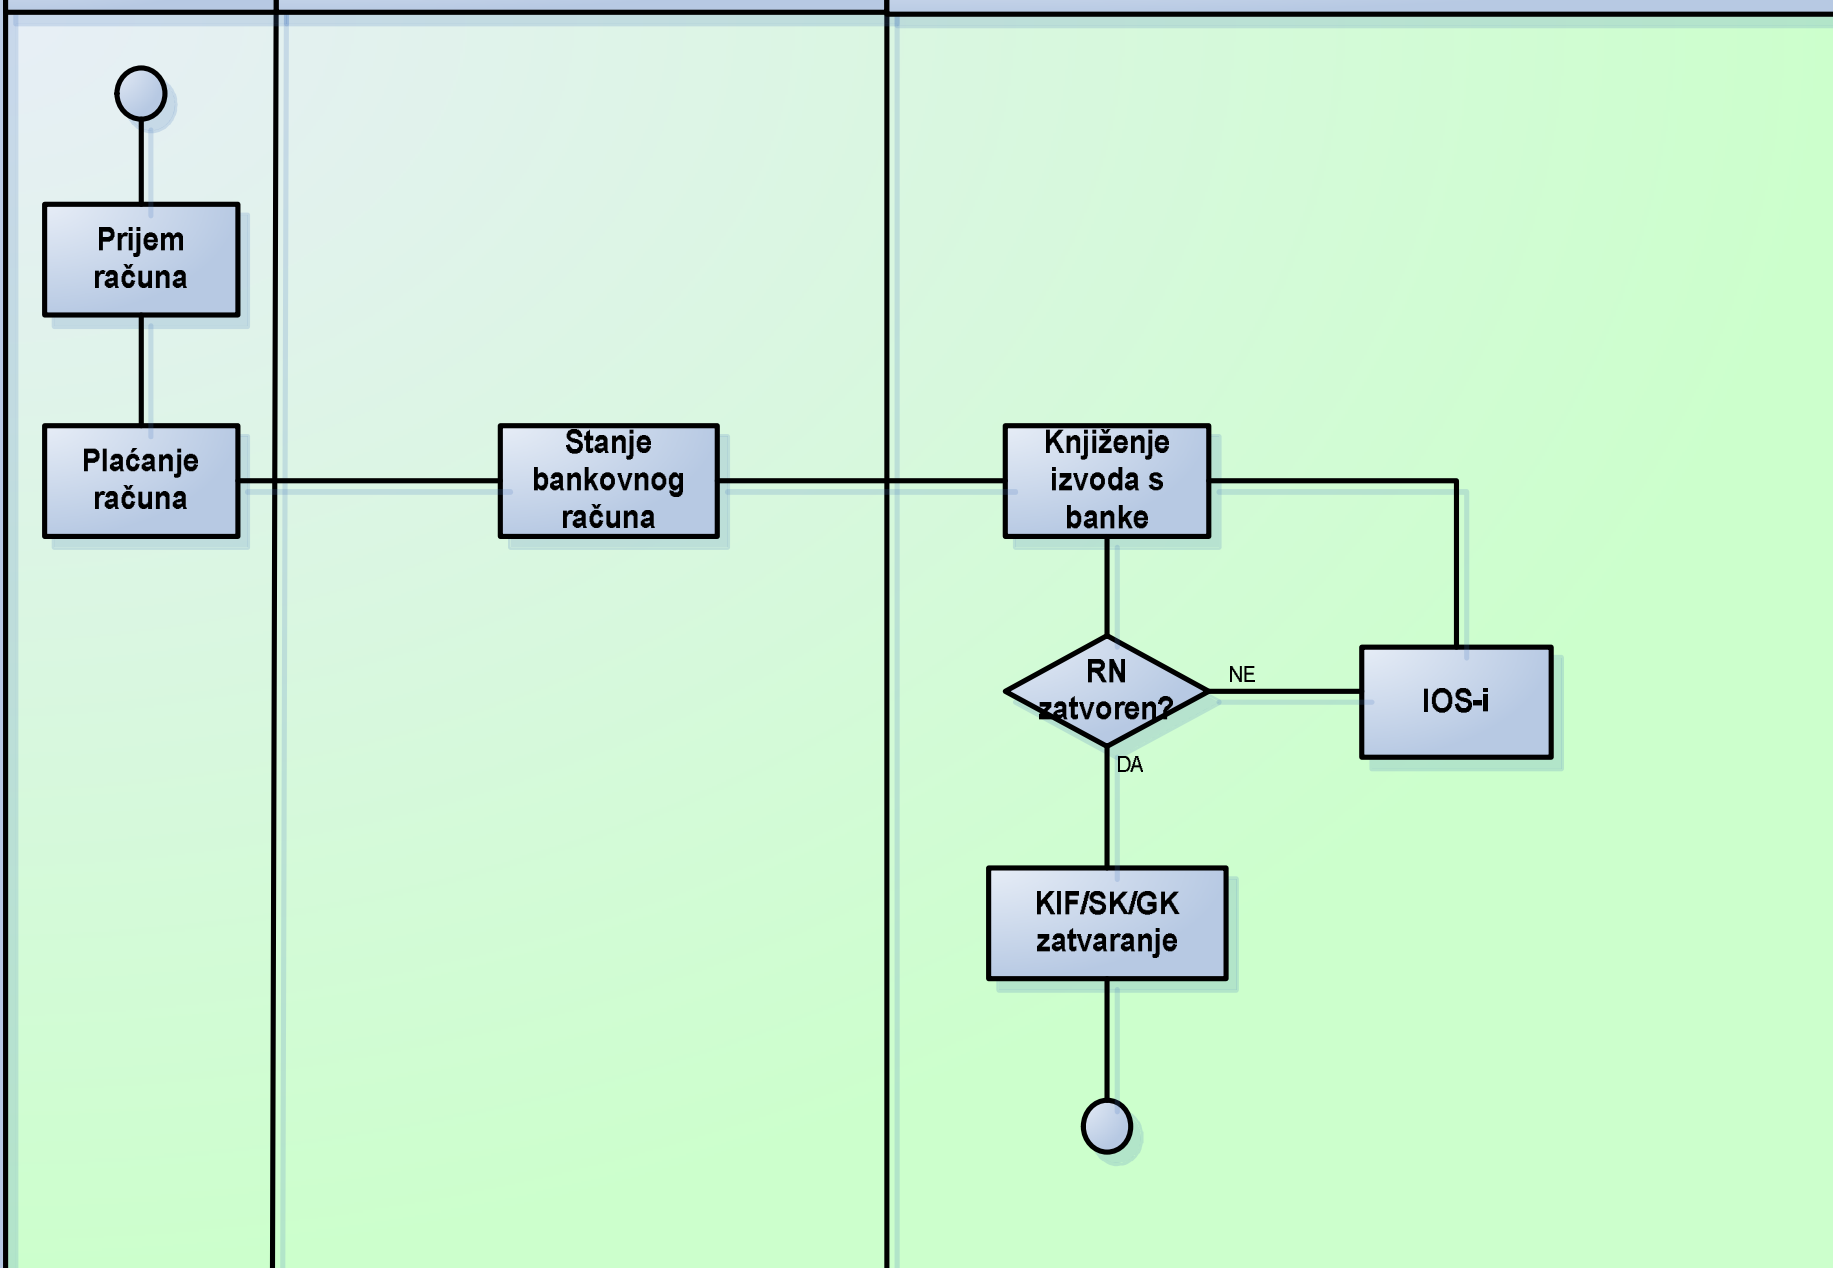 Prijem
računa
Plaćanje
računa
Stanje
bankovnog
računa
Knjiženje
izvoda s
banke
RN
zatvoren?
NE
IOS-i
DA
KIF/SK/GK
zatvaranje